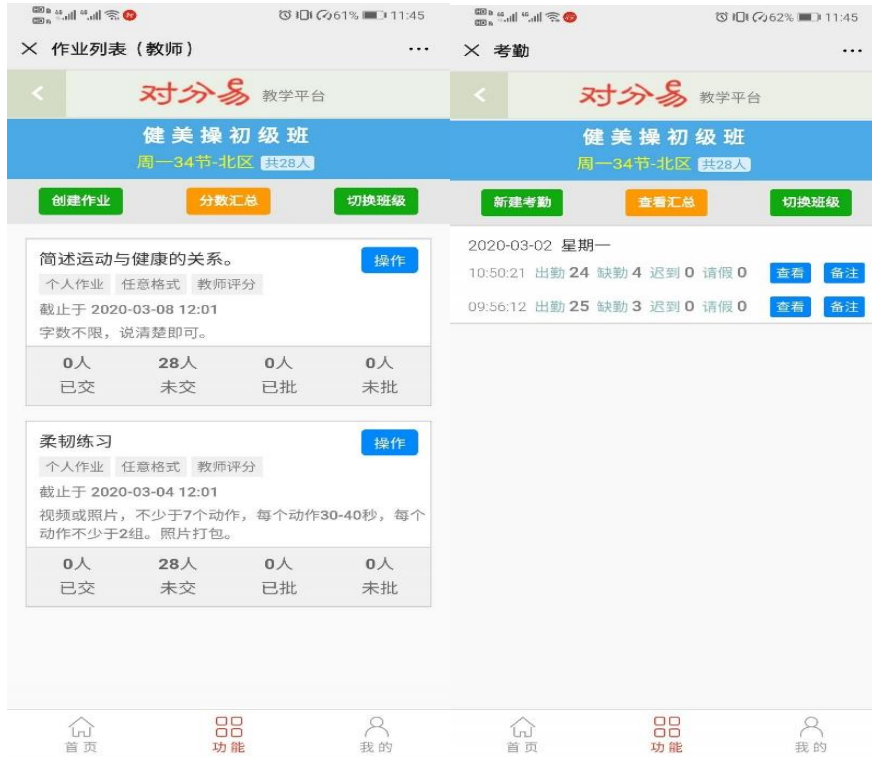 61% 11:45
作业列表（教师）
对分易 教学平台
健美操初级班
周一34节-北区 共28人
创建作业 分数汇总 切换班级
简述运动与健康的关系。 操作
个人作业 任意格式 教师评分
截止于 2020-03-08 12:01
字数不限，说清楚即可。
0人 28人 0人 0人
已交 未交 已批 未批
柔韧练习 操作
个人作业 任意格式 教师评分
截止于 2020-03-04 12:01
视频或照片，不少于7个动作，每个动作30-40秒，每个
动作不少于2组。照片打包。
0人 28人 0人 0人
已交 未交 已批 未批
首页 功能 我的
62% 11:45
考勤
对分易 教学平台
健美操初级班
周一34节-北区 共28人
新建考勤 查看汇总 切换班级
2020-03-02 星期一
10:50:21 出勤 24 缺勤 4 迟到 0 请假 0 查看 备注
09:56:12 出勤 25 缺勤 3 迟到 0 请假 0 查看 备注
首页 功能 我的